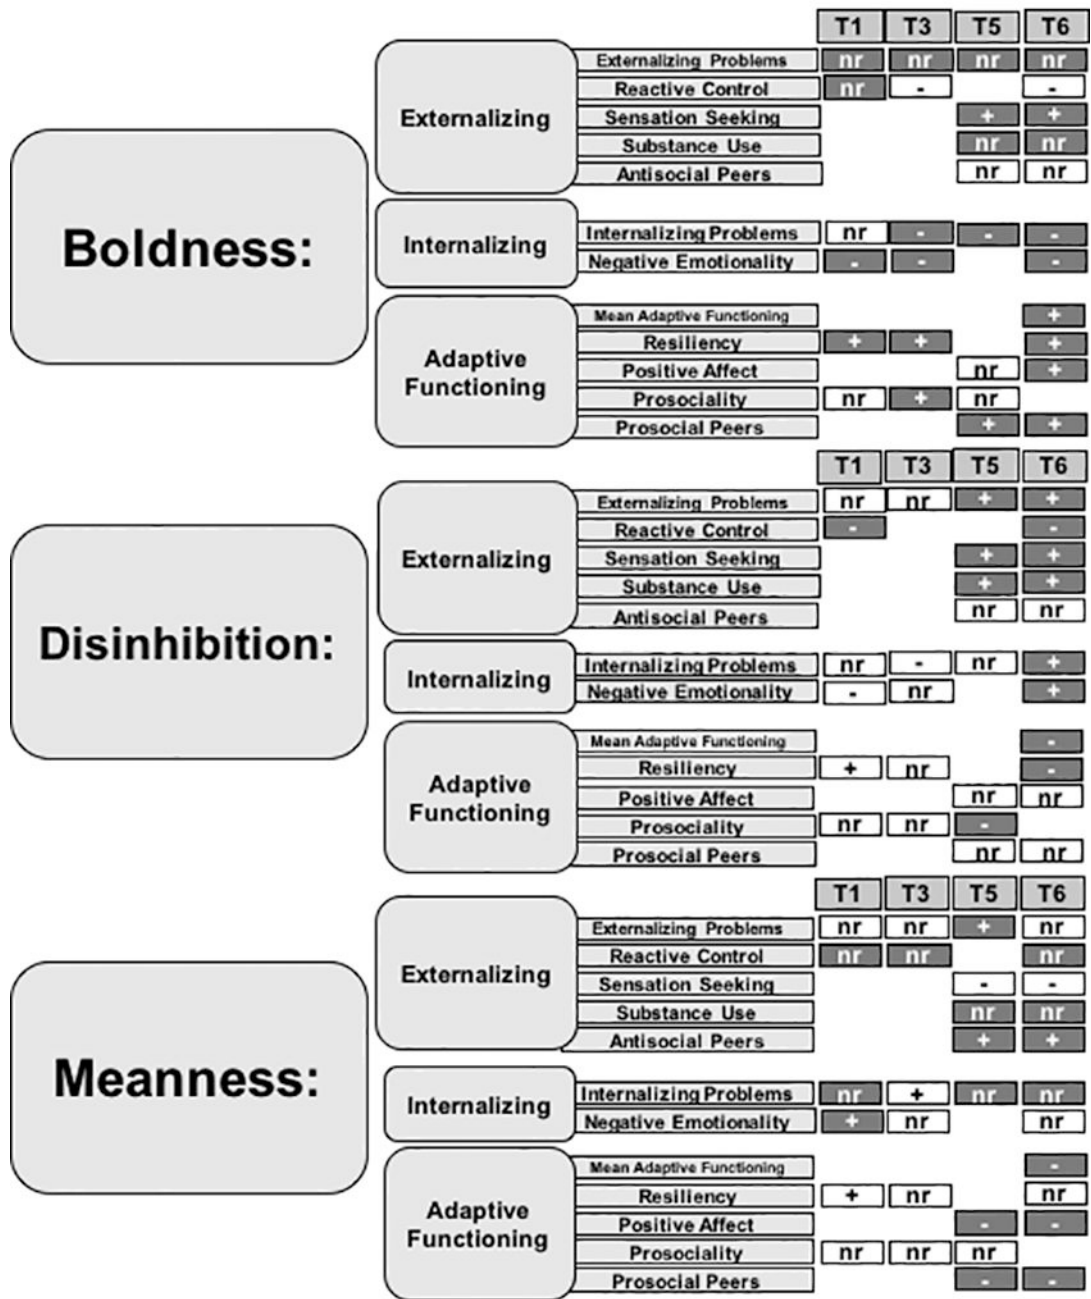 T1 T3 T5 T6
Boldness:
Externalizing
Externalizing Problems nr nr nr nr
Reactive Control nr - -
Sensation Seeking + +
Substance Use nr nr
Antisocial Peers nr nr
Internalizing
Internalizing Problems nr - - -
Negative Emotionality - - -
Adaptive
Functioning
Mean Adaptive Functioning +
Resiliency + + +
Positive Affect nr +
Prosociality nr + nr
Prosocial Peers + +
T1 T3 T5 T6
Disinhibition:
Externalizing
Externalizing Problems nr nr + +
Reactive Control - -
Sensation Seeking + +
Substance Use + +
Antisocial Peers nr nr
Internalizing
Internalizing Problems nr - nr +
Negative Emotionality - nr +
Adaptive
Functioning
Mean Adaptive Functioning -
Resiliency + nr -
Positive Affect nr nr
Prosociality nr nr -
Prosocial Peers nr nr
T1 T3 T5 T6
Meanness:
Externalizing
Externalizing Problems nr nr + nr
Reactive Control nr nr nr
Sensation Seeking - -
Substance Use nr nr
Antisocial Peers + +
Internalizing
Internalizing Problems nr + nr nr
Negative Emotionality + nr nr
Adaptive
Functioning
Mean Adaptive Functioning -
Resiliency + nr nr
Positive Affect - -
Prosociality nr nr nr
Prosocial Peers - -